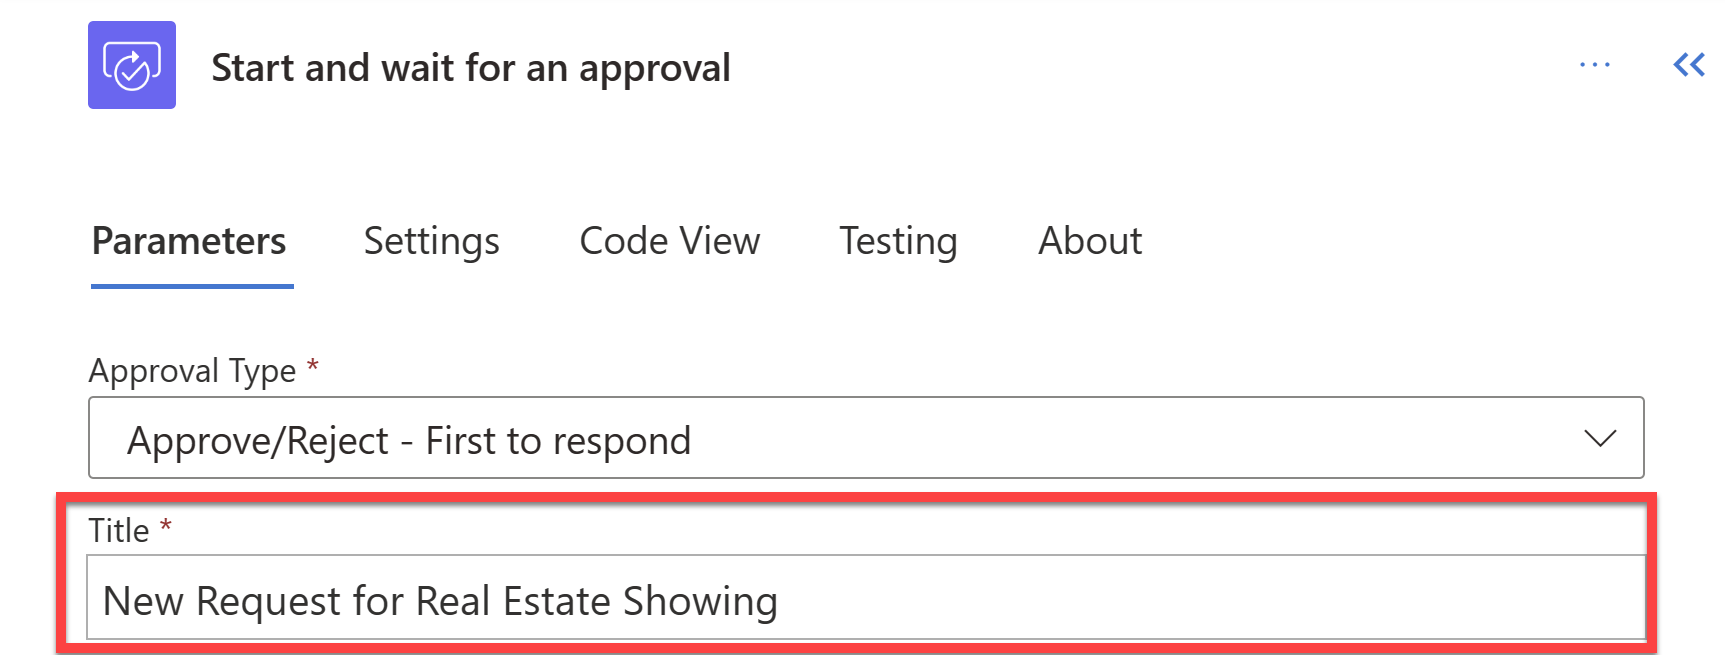 Start and wait for an approval
Parameters Settings Code View Testing About
Approval Type *
Approve/Reject - First to respond
Title *
New Request for Real Estate Showing